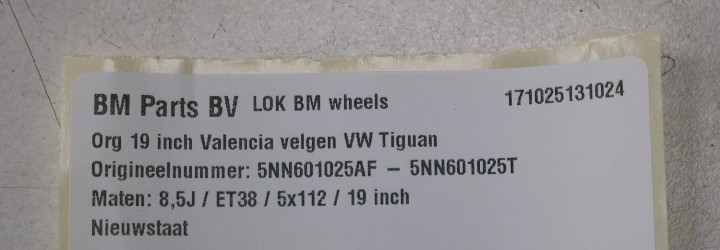 BM Parts BV LOK BM wheels 171025131024
Org 19 inch Valencia velgen VW Tiguan
Origineelnummer: 5NN601025AF – 5NN601025T
Maten: 8,5J / ET38 / 5x112 / 19 inch
Nieuwstaat